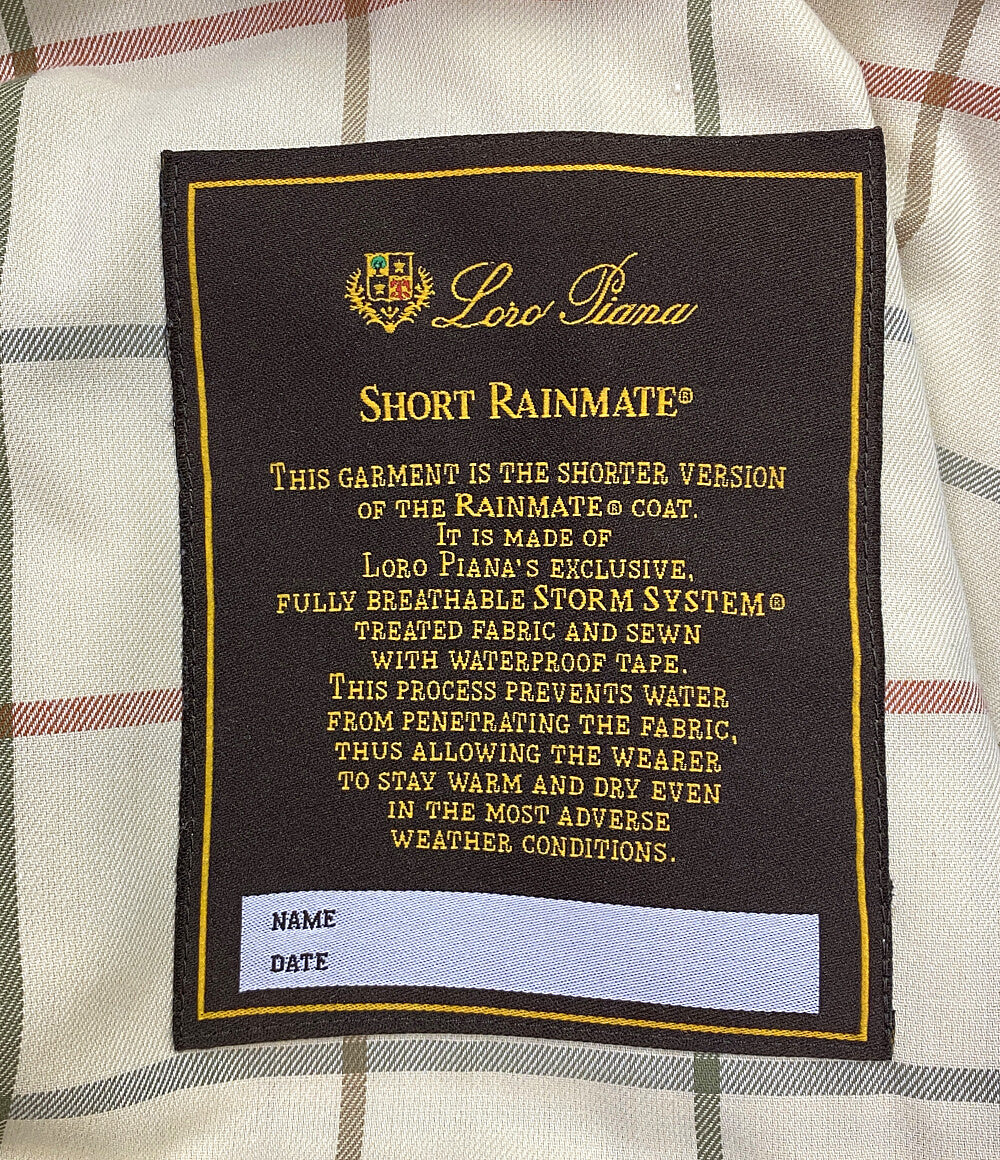 Loro Piana
SHORT RAINMATE®
THIS GARMENT IS THE SHORTER VERSION
OF THE RAINMATE® COAT.
IT IS MADE OF
LORO PIANA'S EXCLUSIVE,
FULLY BREATHABLE STORM SYSTEM®
TREATED FABRIC AND SEWN
WITH WATERPROOF TAPE.
THIS PROCESS PREVENTS WATER
FROM PENETRATING THE FABRIC,
THUS ALLOWING THE WEARER
TO STAY WARM AND DRY EVEN
IN THE MOST ADVERSE
WEATHER CONDITIONS.
NAME
DATE